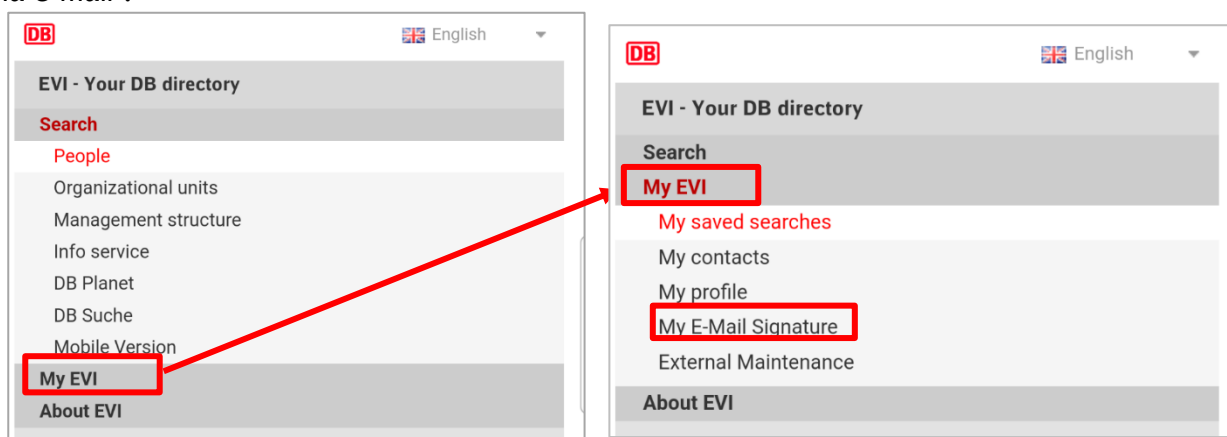 DB
English
EVI - Your DB directory
Search
People
Organizational units
Management structure
Info service
DB Planet
DB Suche
Mobile Version
My EVI
About EVI
DB
English
EVI - Your DB directory
Search
My EVI
My saved searches
My contacts
My profile
My E-Mail Signature
External Maintenance
About EVI